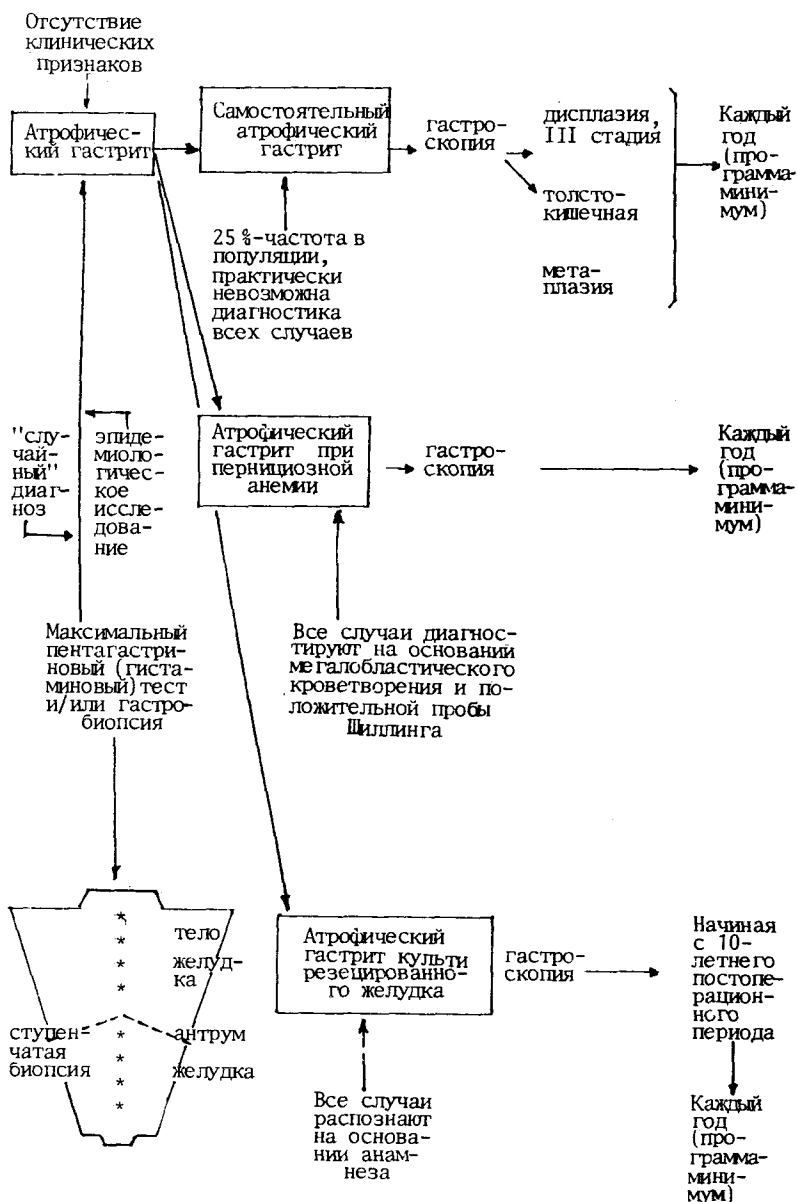 Отсутствие
клинических
признаков
Атрофичес-
кий гастрит
Самостоятельный
атрофический
гастрит
гастро-
скопия
дисплазия,
III стадия
толсто-
кишечная
мета-
плазия
Каждый
год
(про-
грамма-
мини-
мум)
25%-частота в
популяции,
практически
невозможна
диагностика
всех случаев
"слу-
чай-
ный"
диаг-
ноз
эпиде-
миоло-
гичес-
кое
иссле-
дова-
ние
Атрофический
гастрит при
пернициозной
анемии
гастро-
скопия
Каждый
год
(про-
грамма-
мини-
мум)
Максимальный
пентагастри-
новый (гиста-
миновый) тест
и/или гастро-
биопсия
Все случаи диагнос-
тируют на оснований
мегалобластического
кроветворения и по-
ложительной пробы
Шиллинга
* тело
* желуд-
ка
*
*
ступен-
чатая
биопсия
антрум
желудка
*
*
*
*
Атрофический
гастрит культи
резецированно-
го желудка
гастро-
скопия
Начиная
с 10-
летнего
постопе-
рацион-
ного
периода
Все случаи
распознают
на основа-
нии анам-
неза
Каждый
год
(про-
грамма-
мини-
мум)